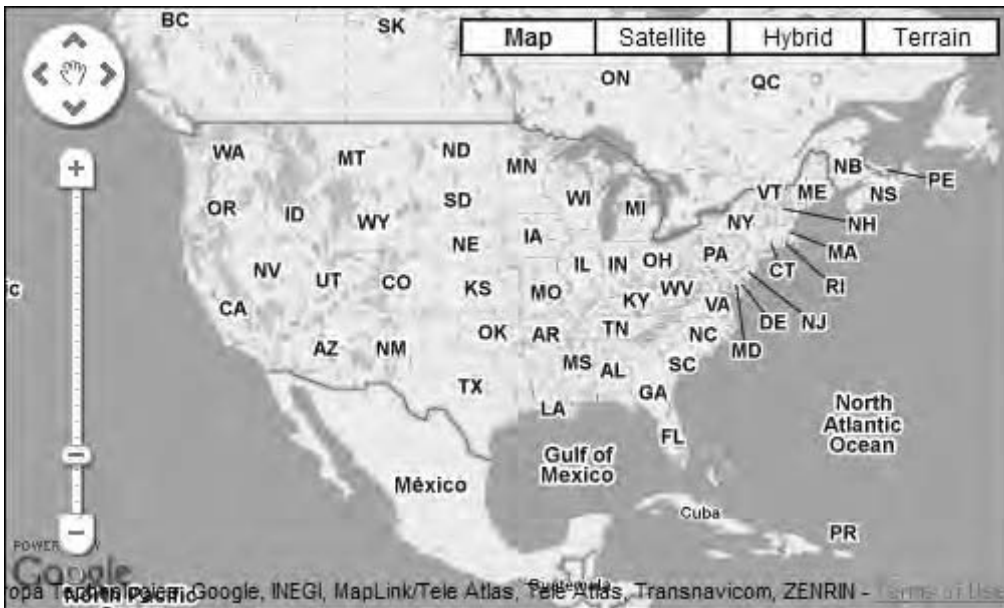 BC
SK
Map Satellite Hybrid Terrain
ON
QC
WA
MT
ND
MN
NB
PE
VT
ME
NS
OR
ID
WY
SD
WI
MI
NY
NH
NE
IA
MA
NV
UT
CO
KS
IL
IN
OH
PA
CT
RI
CA
MO
KY
WV
VA
DE
NJ
AZ
NM
OK
AR
TN
NC
MD
MS
AL
SC
TX
LA
GA
FL
North
Atlantic
Ocean
Gulf of
Mexico
México
Cuba
PR
Google
Guatemala
North Pacific
Google, INEGI, MapLink/Tele Atlas, Tele Atlas, Transnavicom, ZENRIN - Terms of Use